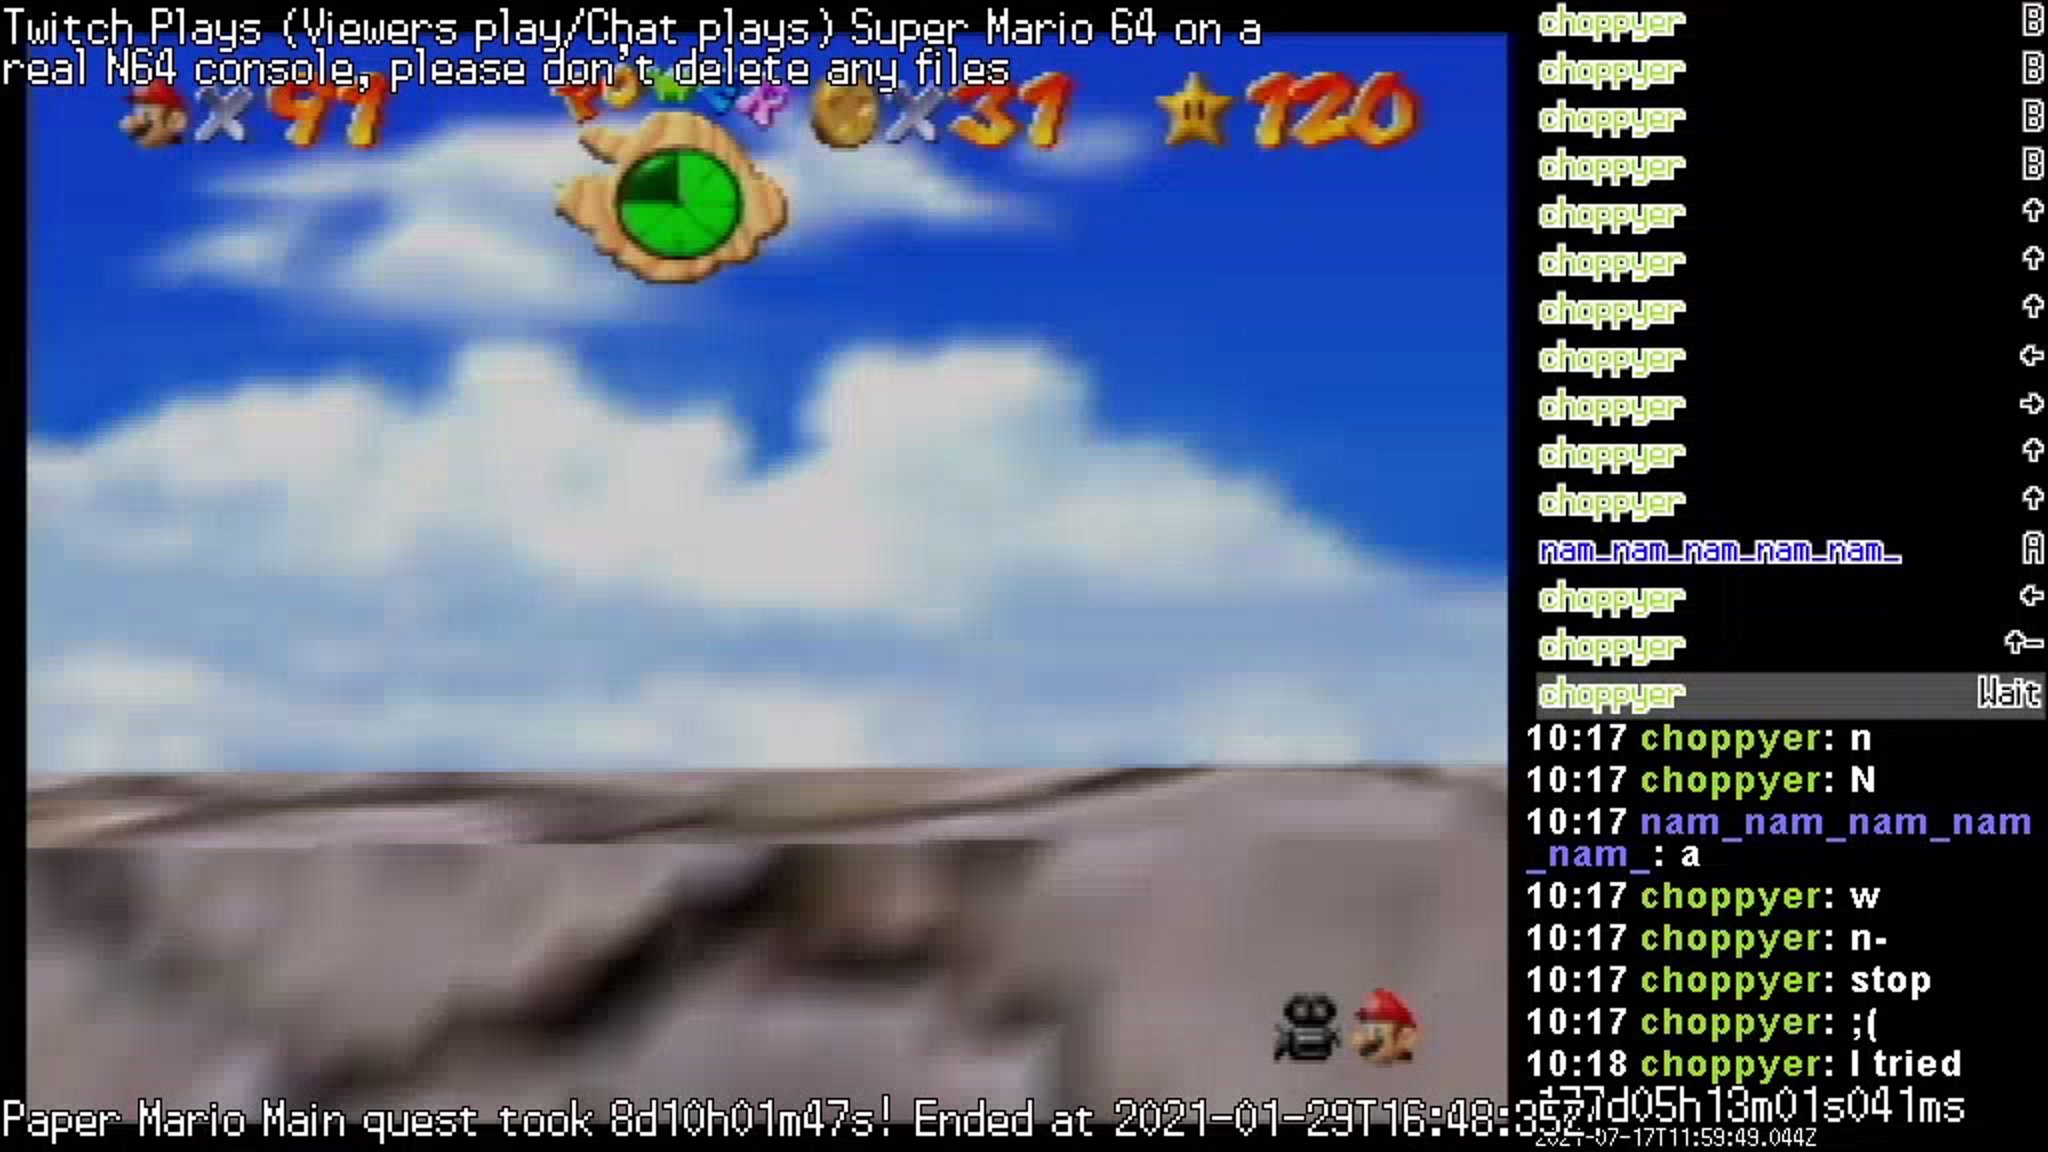 Twitch Plays (Viewers play/Chat plays) Super Mario 64 on a
real N64 console, please don't delete any files
x 97
POWER
x 31
120
choppyer B
choppyer B
choppyer B
choppyer B
choppyer ↑
choppyer ↑
choppyer ↑
choppyer ←
choppyer →
choppyer ↑
choppyer ↑
nam_nam_nam_nam_nam_ A
choppyer ←
choppyer ↑-
choppyer Wait
10:17 choppyer: n
10:17 choppyer: N
10:17 nam_nam_nam_nam
_nam_: a
10:17 choppyer: w
10:17 choppyer: n-
10:17 choppyer: stop
10:17 choppyer: ;(
10:18 choppyer: I tried
Paper Mario Main quest took 8d10h01m47s! Ended at 2021-01-29T16:48:35Z
177d05h13m01s041ms
2021-07-17T11:59:49.044Z